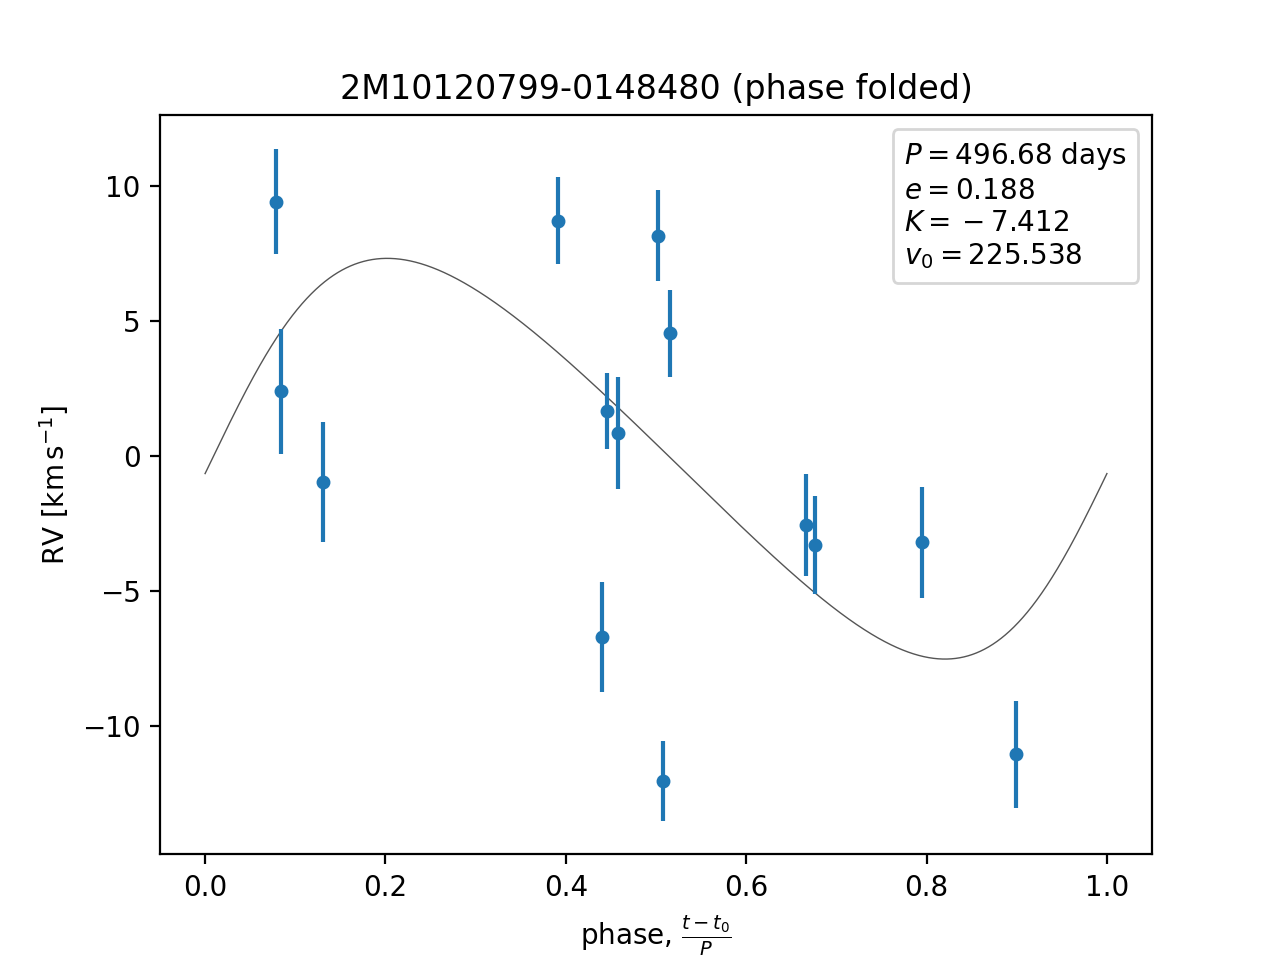 2M10120799-0148480 (phase folded)
P = 496.68 days
e = 0.188
K = −7.412
v₀ = 225.538
10
5
0
−5
−10
RV [km s⁻¹]
0.0 0.2 0.4 0.6 0.8 1.0
phase, (t − t₀)/P